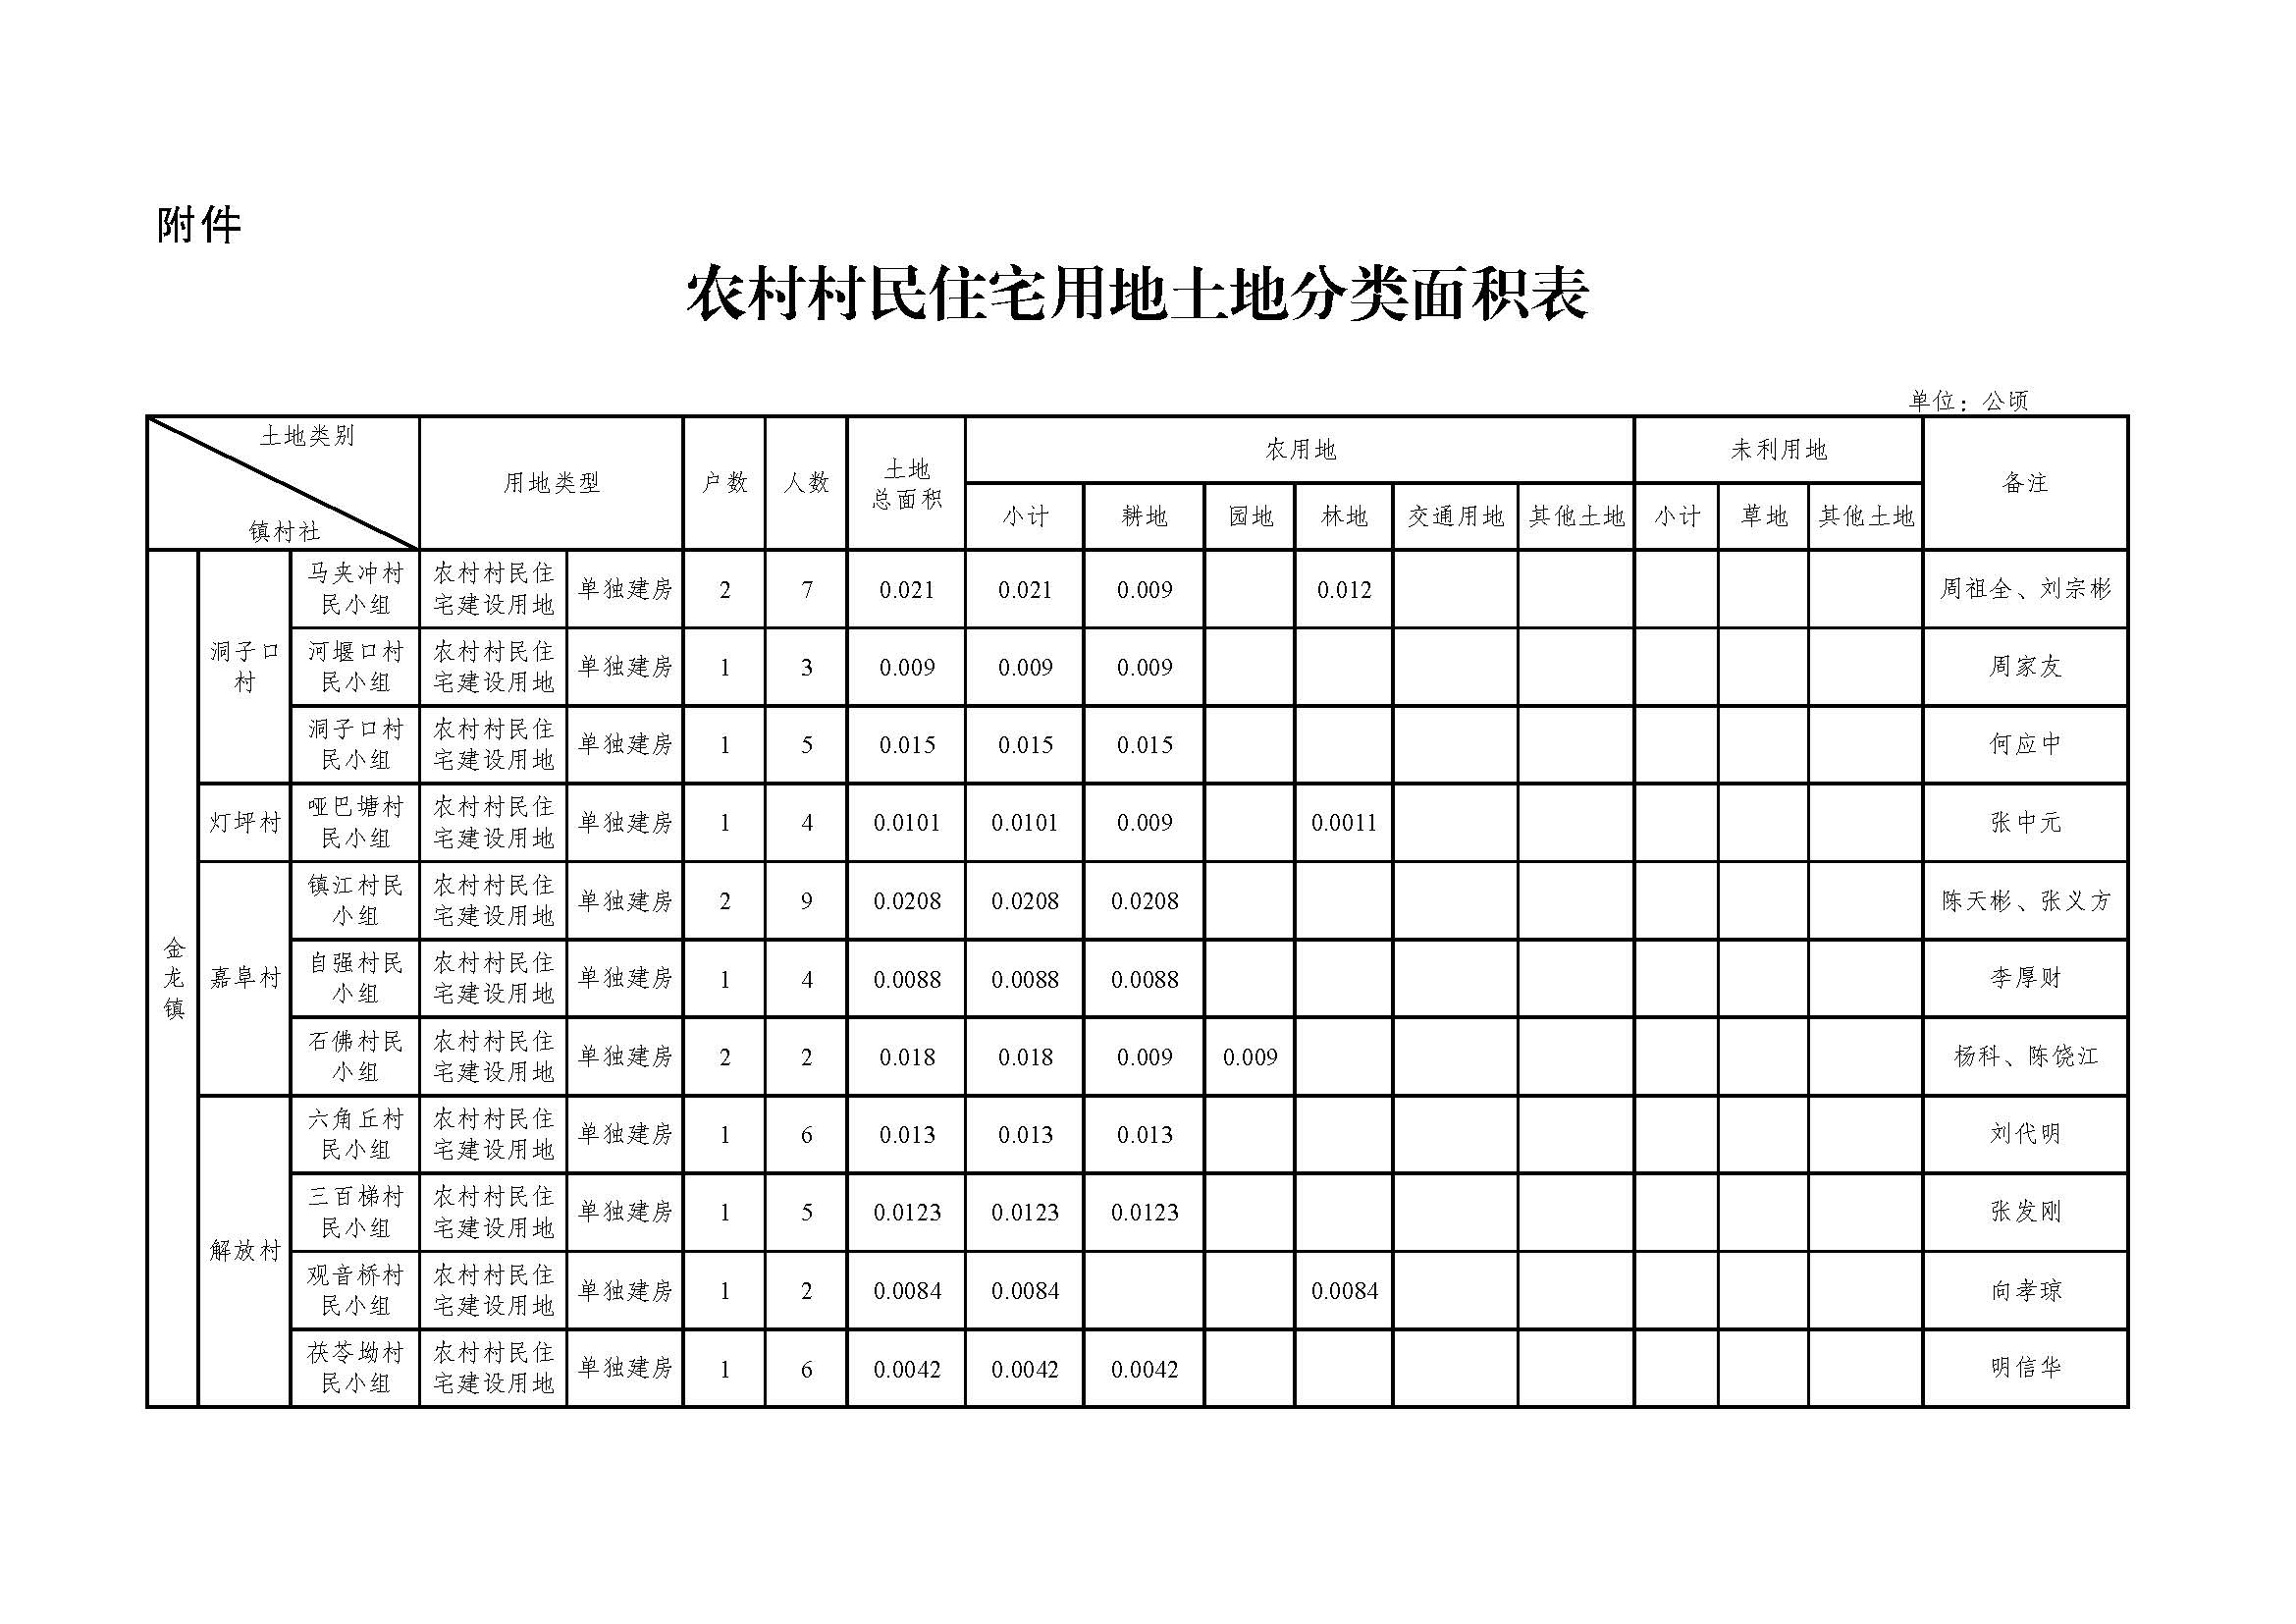 附件
农村村民住宅用地土地分类面积表
单位：公顷
土地类别
镇村社
用地类型
户数
人数
土地
总面积
农用地
未利用地
备注
小计
耕地
园地
林地
交通用地
其他土地
小计
草地
其他土地
金
龙
镇
洞子口
村
马夹冲村
民小组
农村村民住
宅建设用地
单独建房
2
7
0.021
0.021
0.009
0.012
周祖全、刘宗彬
河堰口村
民小组
农村村民住
宅建设用地
单独建房
1
3
0.009
0.009
0.009
周家友
洞子口村
民小组
农村村民住
宅建设用地
单独建房
1
5
0.015
0.015
0.015
何应中
灯坪村
哑巴塘村
民小组
农村村民住
宅建设用地
单独建房
1
4
0.0101
0.0101
0.009
0.0011
张中元
嘉阜村
镇江村民
小组
农村村民住
宅建设用地
单独建房
2
9
0.0208
0.0208
0.0208
陈天彬、张义方
自强村民
小组
农村村民住
宅建设用地
单独建房
1
4
0.0088
0.0088
0.0088
李厚财
石佛村民
小组
农村村民住
宅建设用地
单独建房
2
2
0.018
0.018
0.009
0.009
杨科、陈饶江
解放村
六角丘村
民小组
农村村民住
宅建设用地
单独建房
1
6
0.013
0.013
0.013
刘代明
三百梯村
民小组
农村村民住
宅建设用地
单独建房
1
5
0.0123
0.0123
0.0123
张发刚
观音桥村
民小组
农村村民住
宅建设用地
单独建房
1
2
0.0084
0.0084
0.0084
向孝琼
茯苓坳村
民小组
农村村民住
宅建设用地
单独建房
1
6
0.0042
0.0042
0.0042
明信华